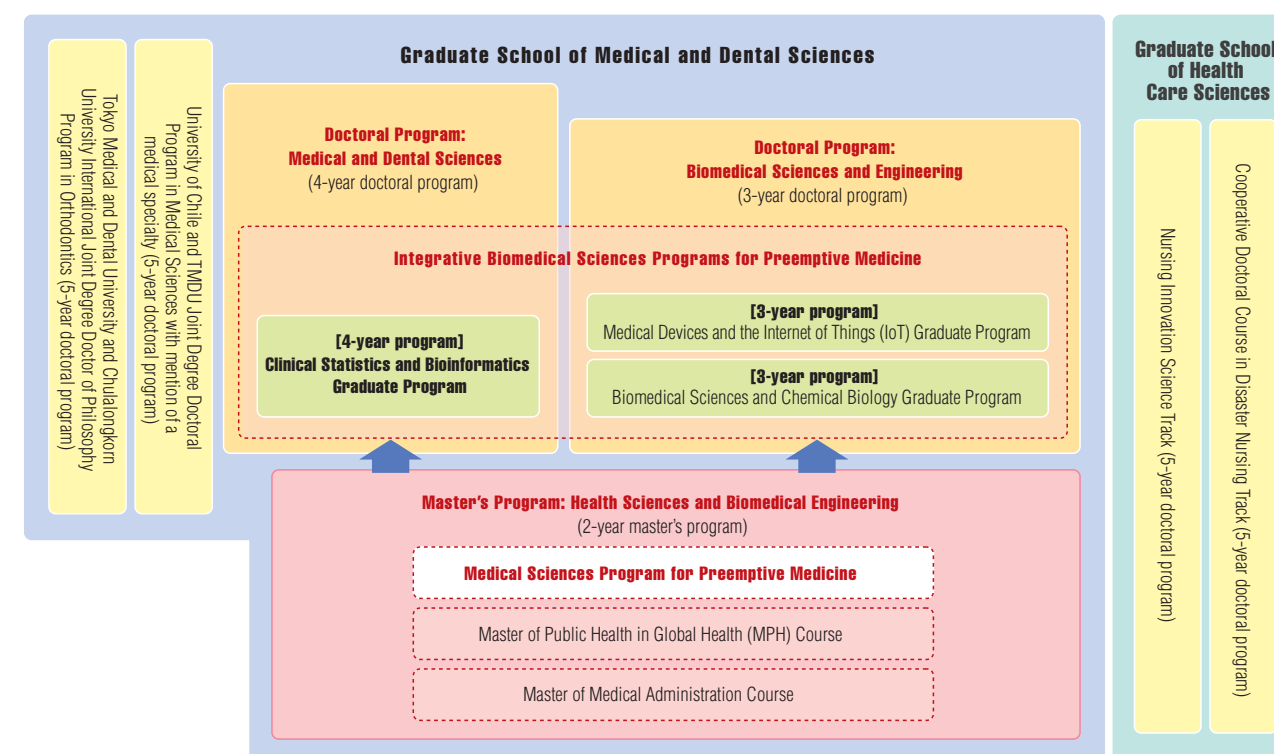 Graduate School of Medical and Dental Sciences
Tokyo Medical and Dental University and Chulalongkorn
University International Joint Degree Doctor of Philosophy
Program in Orthodontics (5-year doctoral program)
University of Chile and TMDU Joint Degree Doctoral
Program in Medical Sciences with mention of a
medical specialty (5-year doctoral program)
Doctoral Program:
Medical and Dental Sciences
(4-year doctoral program)
Doctoral Program:
Biomedical Sciences and Engineering
(3-year doctoral program)
Integrative Biomedical Sciences Programs for Preemptive Medicine
[4-year program]
Clinical Statistics and Bioinformatics
Graduate Program
[3-year program]
Medical Devices and the Internet of Things (IoT) Graduate Program
[3-year program]
Biomedical Sciences and Chemical Biology Graduate Program
Master's Program: Health Sciences and Biomedical Engineering
(2-year master's program)
Medical Sciences Program for Preemptive Medicine
Master of Public Health in Global Health (MPH) Course
Master of Medical Administration Course
Graduate School
of Health
Care Sciences
Nursing Innovation Science Track (5-year doctoral program)
Cooperative Doctoral Course in Disaster Nursing Track (5-year doctoral program)